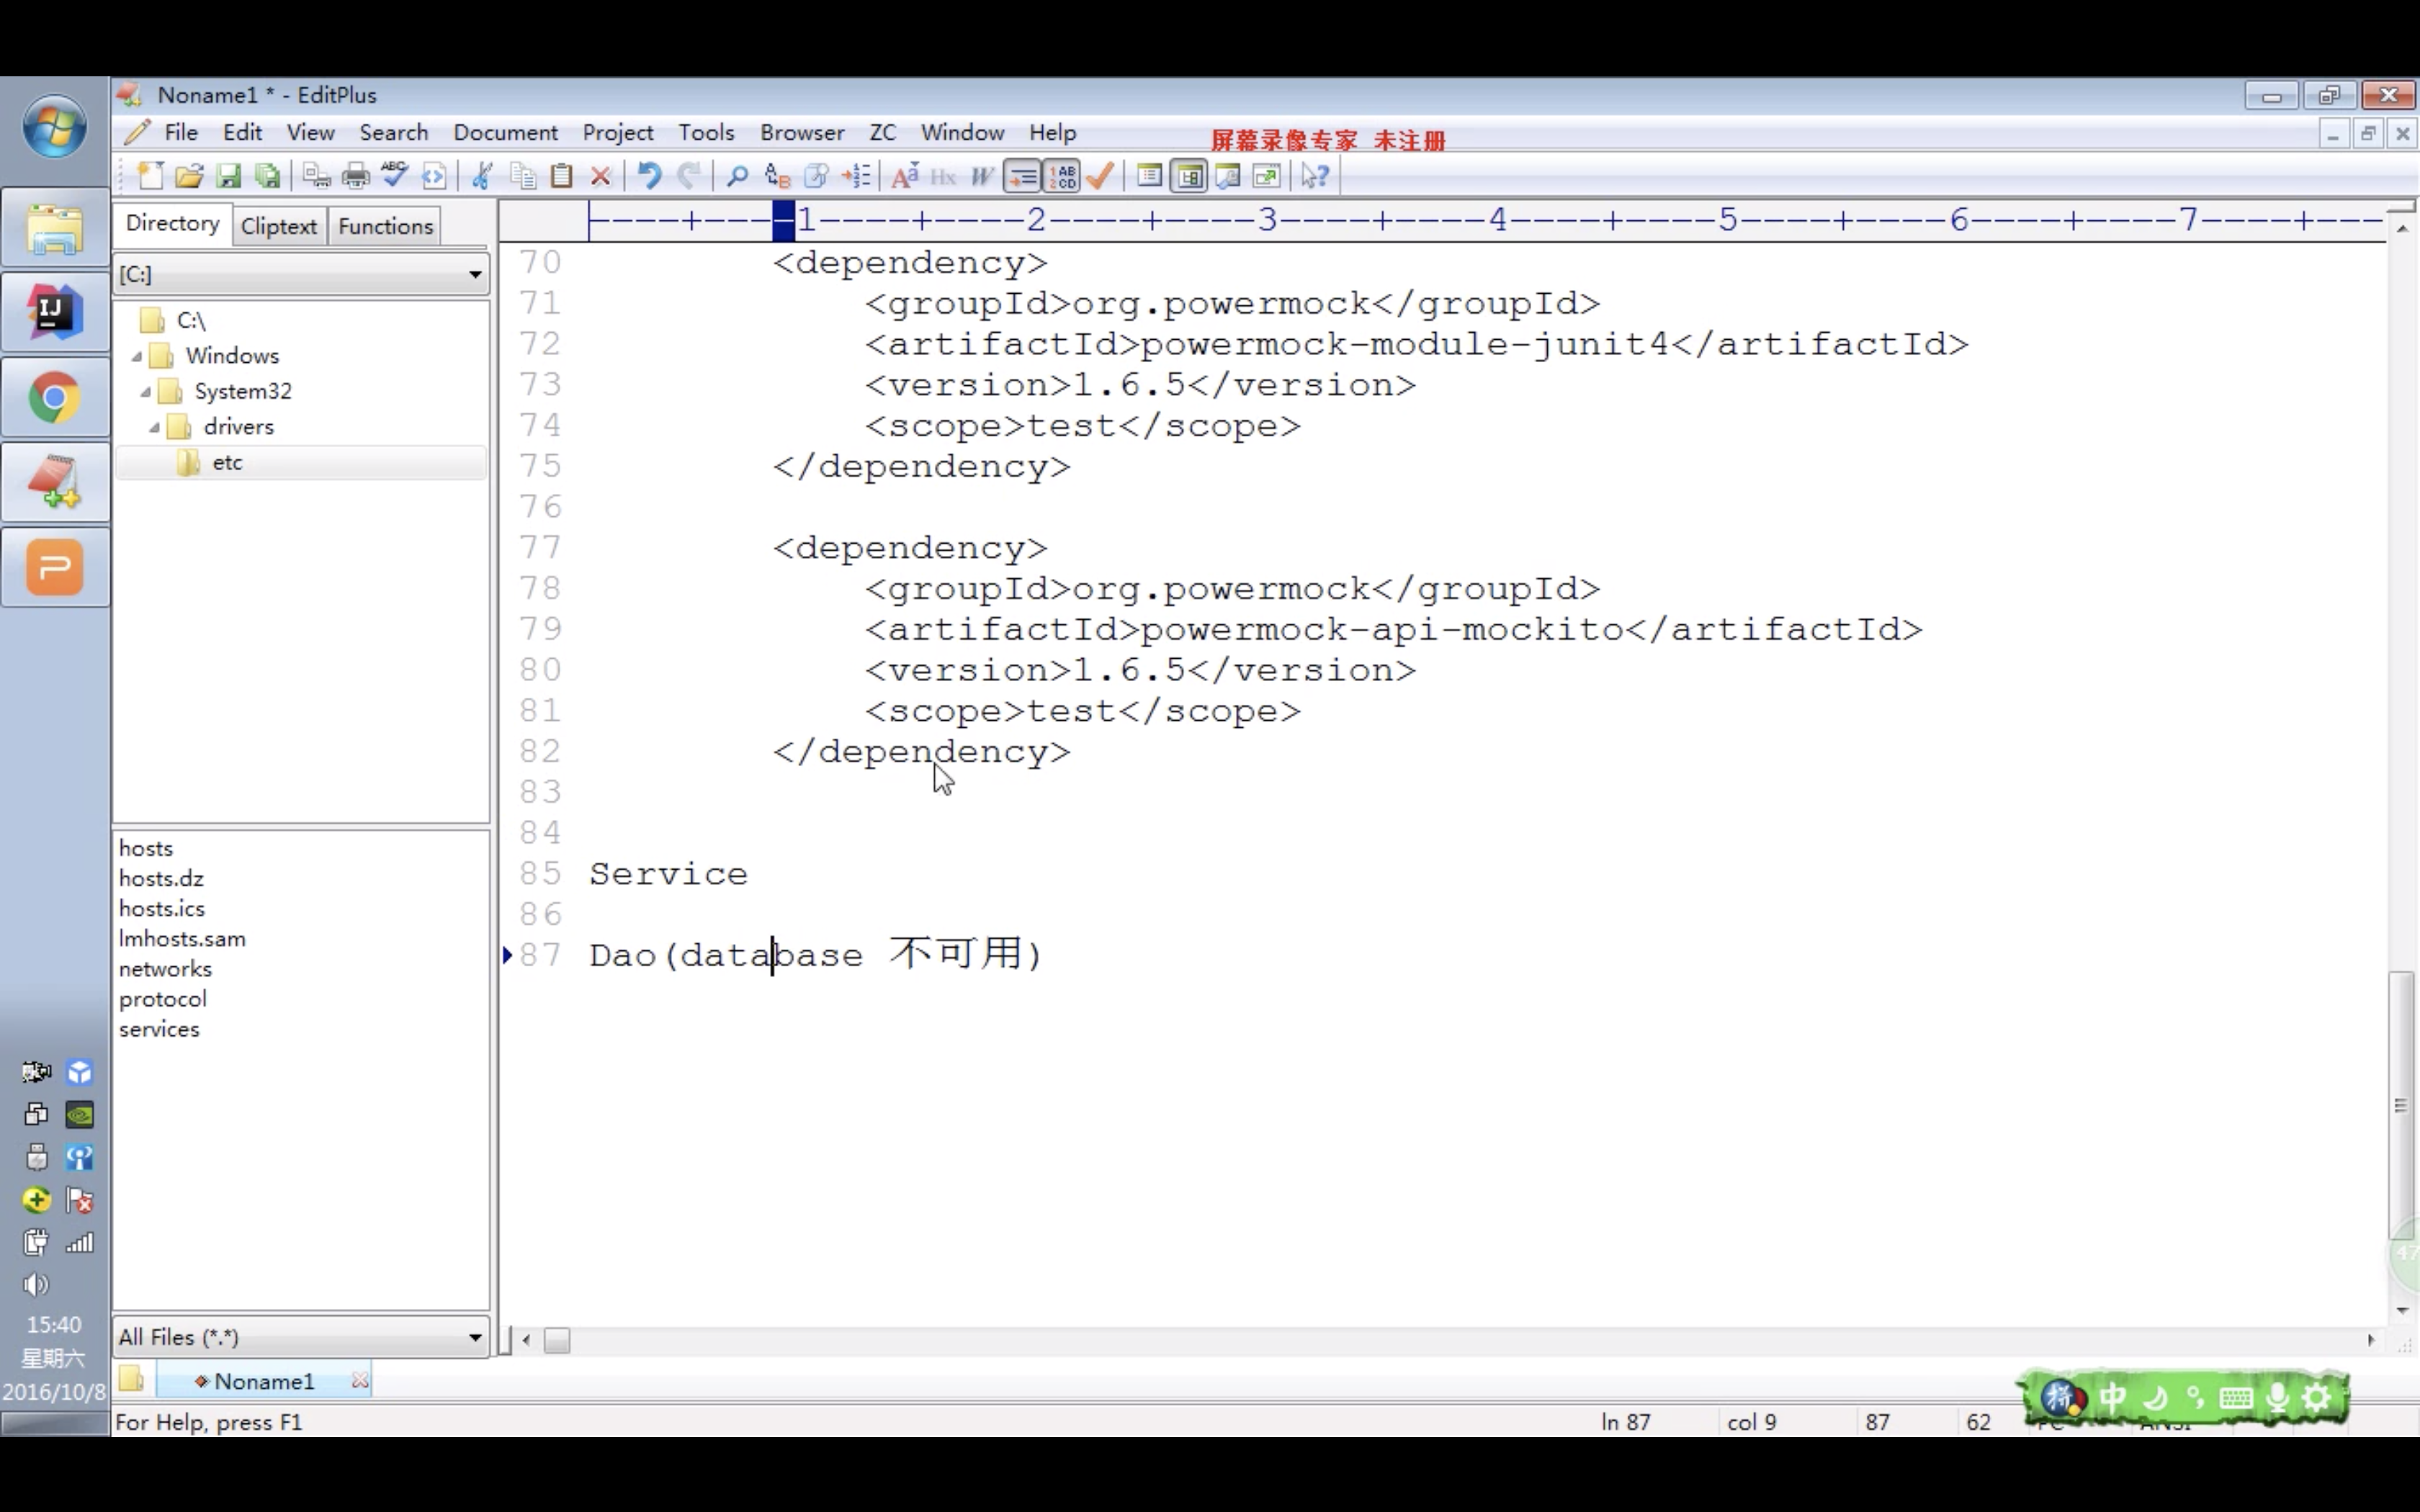 Noname1 * - EditPlus
File Edit View Search Document Project Tools Browser ZC Window Help
屏幕录像专家 未注册
Directory Cliptext Functions
[C:]
C:\
Windows
System32
drivers
etc
hosts
hosts.dz
hosts.ics
lmhosts.sam
networks
protocol
services
All Files (*.*)
----+----1----+----2----+----3----+----4----+----5----+----6----+----7----+---
70 <dependency>
71 <groupId>org.powermock</groupId>
72 <artifactId>powermock-module-junit4</artifactId>
73 <version>1.6.5</version>
74 <scope>test</scope>
75 </dependency>
76
77 <dependency>
78 <groupId>org.powermock</groupId>
79 <artifactId>powermock-api-mockito</artifactId>
80 <version>1.6.5</version>
81 <scope>test</scope>
82 </dependency>
83
84
85 Service
86
87 Dao(database 不可用)
15:40
星期六
2016/10/8
Noname1
For Help, press F1 ln 87 col 9 87 62
拼 中
47